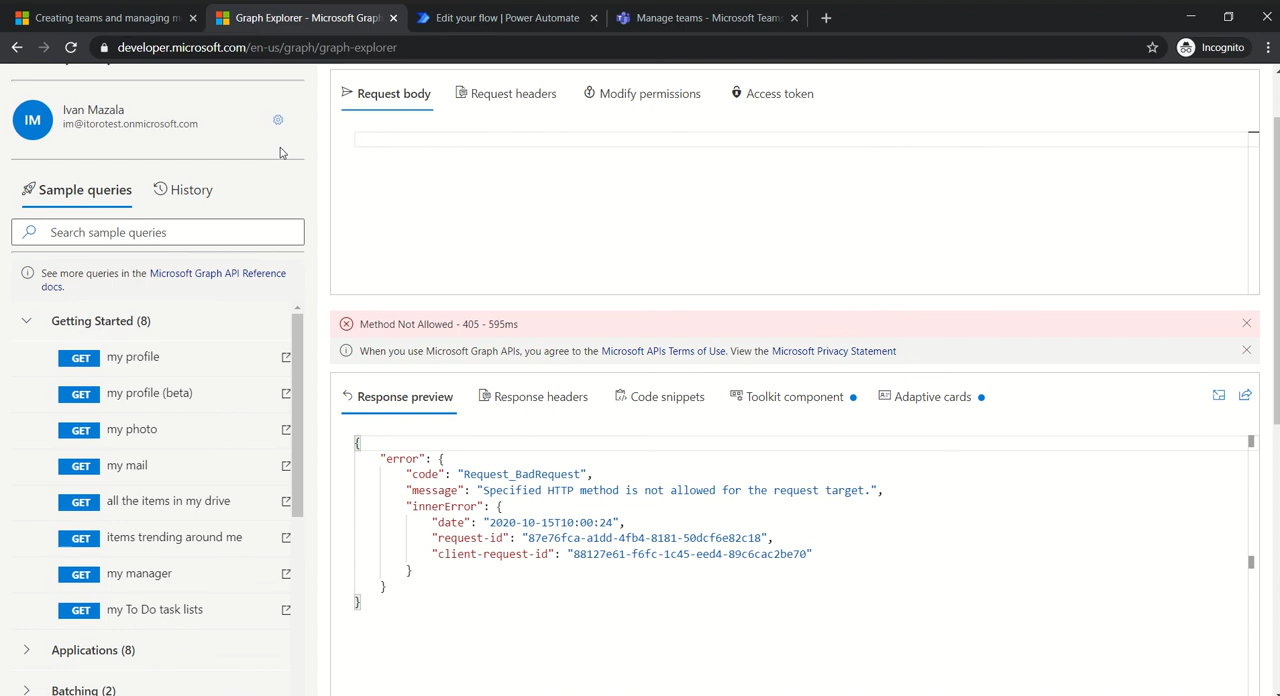 Creating teams and managing m
Graph Explorer - Microsoft Graph
Edit your flow | Power Automate
Manage teams - Microsoft Teams
developer.microsoft.com/en-us/graph/graph-explorer
Incognito
IM
Ivan Mazala
im@itorotest.onmicrosoft.com
Sample queries
History
Search sample queries
See more queries in the Microsoft Graph API Reference
docs.
Getting Started (8)
GET my profile
GET my profile (beta)
GET my photo
GET my mail
GET all the items in my drive
GET items trending around me
GET my manager
GET my To Do task lists
Applications (8)
Batching (2)
Request body
Request headers
Modify permissions
Access token
Method Not Allowed - 405 - 595ms
When you use Microsoft Graph APIs, you agree to the Microsoft APIs Terms of Use. View the Microsoft Privacy Statement
Response preview
Response headers
Code snippets
Toolkit component
Adaptive cards
{
"error": {
"code": "Request_BadRequest",
"message": "Specified HTTP method is not allowed for the request target.",
"innerError": {
"date": "2020-10-15T10:00:24",
"request-id": "87e76fca-a1dd-4fb4-8181-50dcf6e82c18",
"client-request-id": "88127e61-f6fc-1c45-eed4-89c6cac2be70"
}
}
}